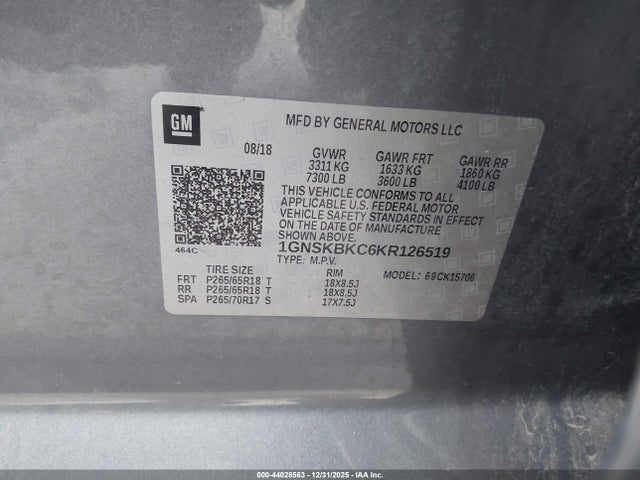 GM
MFD BY GENERAL MOTORS LLC
08/18 GVWR GAWR FRT GAWR RR
3311 KG 1633 KG 1860 KG
7300 LB 3600 LB 4100 LB
THIS VEHICLE CONFORMS TO ALL
APPLICABLE U.S. FEDERAL MOTOR
VEHICLE SAFETY STANDARDS IN EFFECT
ON THE DATE OF MANUFACTURE
SHOWN ABOVE.
464C
1GNSKBKC6KR126519
TYPE: M.P.V.
MODEL: 69CK15706
TIRE SIZE RIM
FRT P265/65R18 T 18X8.5J
RR P265/65R18 T 18X8.5J
SPA P265/70R17 S 17X7.5J
000-44028563 - 12/31/2025 - Copyright © 2025 IAA Inc.